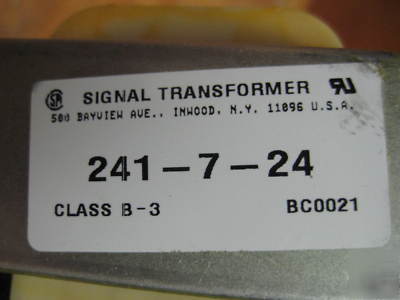 SIGNAL TRANSFORMER
500 BAYVIEW AVE., INWOOD, N.Y. 11096 U.S.A.
241-7-24
CLASS B-3 BC0021